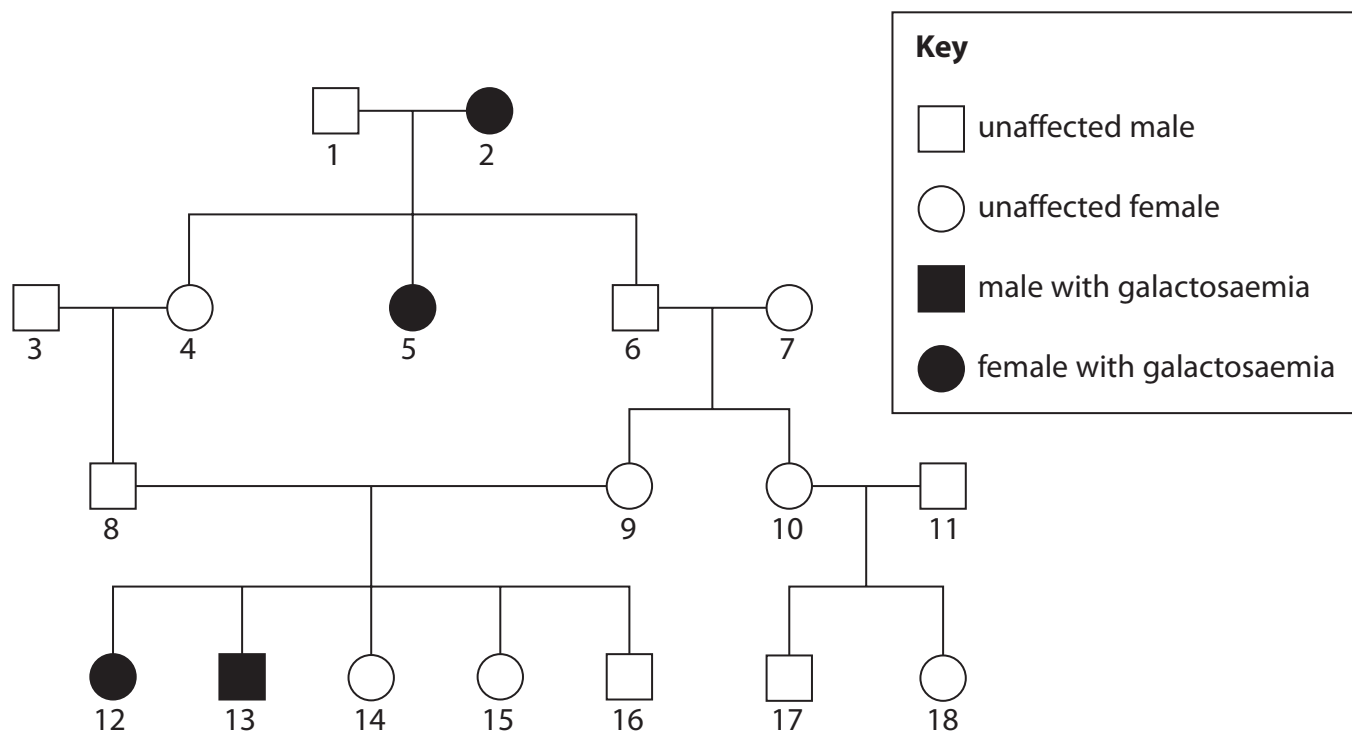 Key
unaffected male
unaffected female
male with galactosaemia
female with galactosaemia
1 2
3 4 5 6 7
8 9 10 11
12 13 14 15 16 17 18